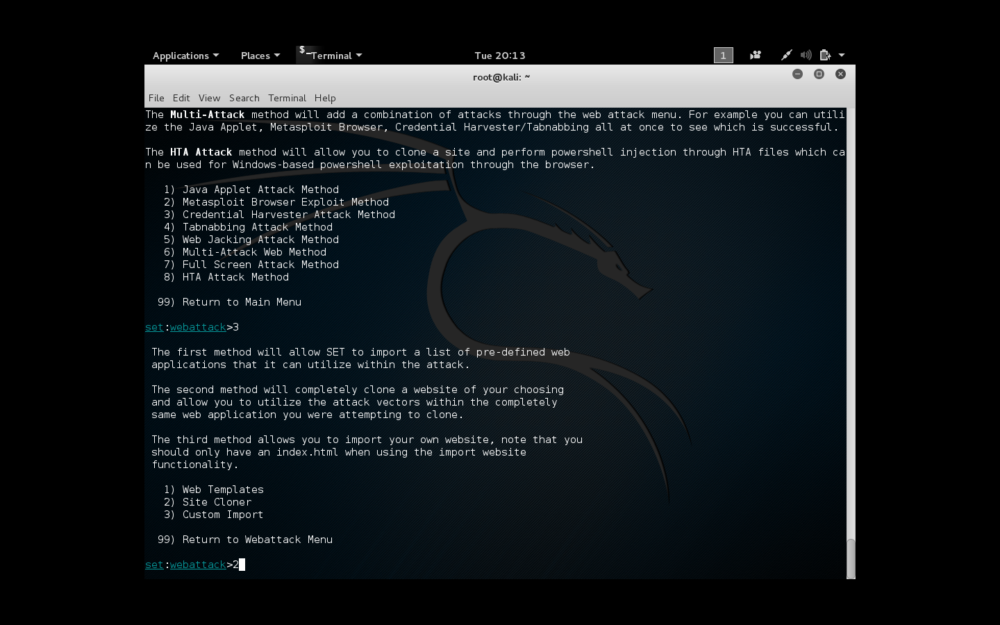 Applications Places $_ Terminal Tue 20:13 1
root@kali: ~
File Edit View Search Terminal Help
The Multi-Attack method will add a combination of attacks through the web attack menu. For example you can utili
ze the Java Applet, Metasploit Browser, Credential Harvester/Tabnabbing all at once to see which is successful.
The HTA Attack method will allow you to clone a site and perform powershell injection through HTA files which ca
n be used for Windows-based powershell exploitation through the browser.
1) Java Applet Attack Method
2) Metasploit Browser Exploit Method
3) Credential Harvester Attack Method
4) Tabnabbing Attack Method
5) Web Jacking Attack Method
6) Multi-Attack Web Method
7) Full Screen Attack Method
8) HTA Attack Method
99) Return to Main Menu
set:webattack>3
The first method will allow SET to import a list of pre-defined web
applications that it can utilize within the attack.
The second method will completely clone a website of your choosing
and allow you to utilize the attack vectors within the completely
same web application you were attempting to clone.
The third method allows you to import your own website, note that you
should only have an index.html when using the import website
functionality.
1) Web Templates
2) Site Cloner
3) Custom Import
99) Return to Webattack Menu
set:webattack>2